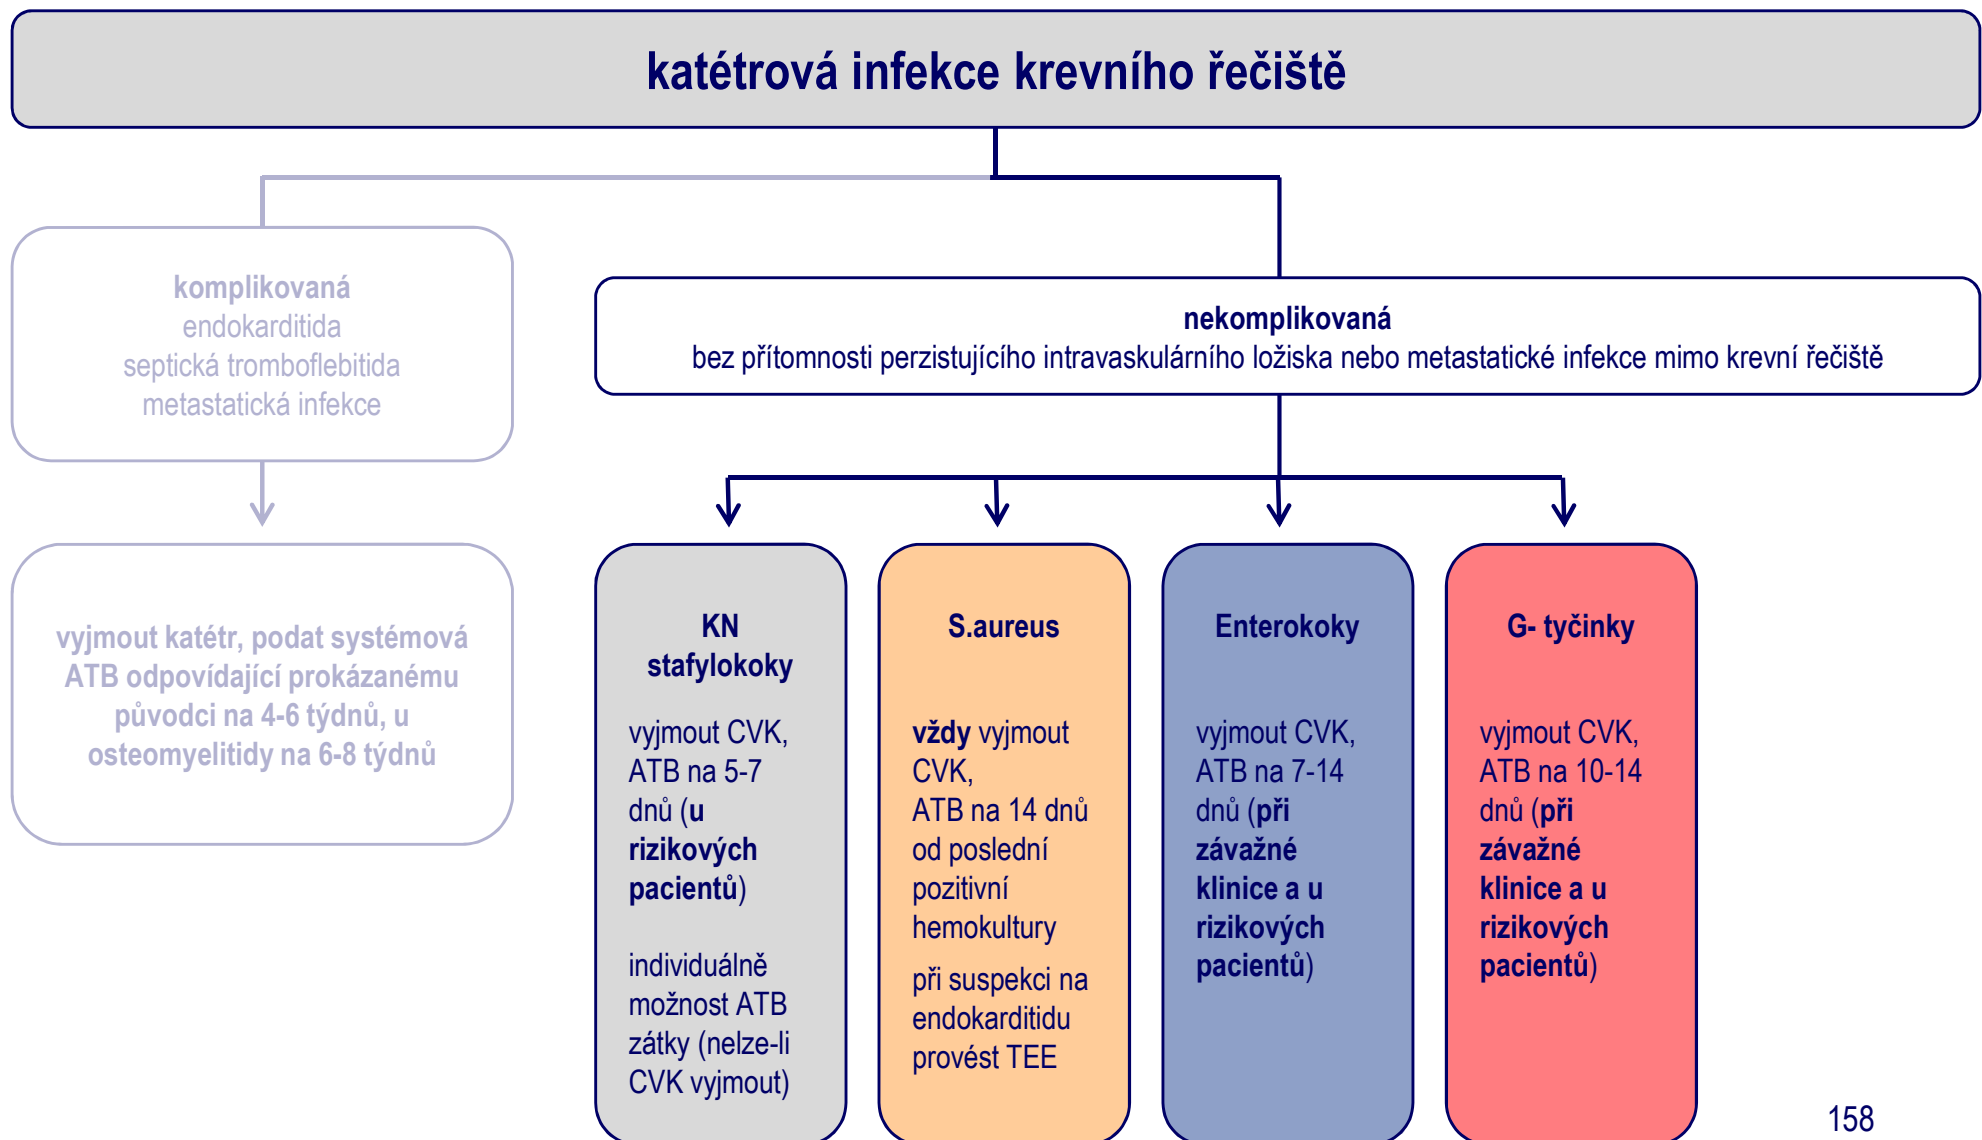 katétrová infekce krevního řečiště
komplikovaná
endokarditida
septická tromboflebitida
metastatická infekce
nekomplikovaná
bez přítomnosti perzistujícího intravaskulárního ložiska nebo metastatické infekce mimo krevní řečiště
vyjmout katétr, podat systémová
ATB odpovídající prokázanému
původci na 4-6 týdnů, u
osteomyelitidy na 6-8 týdnů
KN
stafylokoky
vyjmout CVK,
ATB na 5-7
dnů (u
rizikových
pacientů)
individuálně
možnost ATB
zátky (nelze-li
CVK vyjmout)
S.aureus
vždy vyjmout
CVK,
ATB na 14 dnů
od poslední
pozitivní
hemokultury
při suspekci na
endokarditidu
provést TEE
Enterokoky
vyjmout CVK,
ATB na 7-14
dnů (při
závažné
klinice a u
rizikových
pacientů)
G- tyčinky
vyjmout CVK,
ATB na 10-14
dnů (při
závažné
klinice a u
rizikových
pacientů)
158